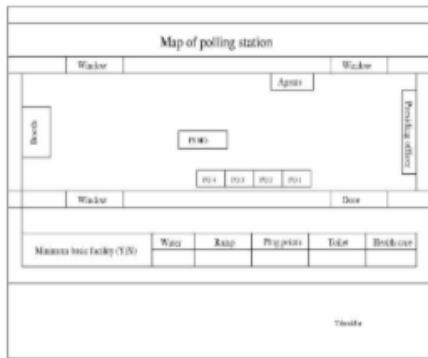 Map of polling station
Window Window
Agents
Booth
Presiding officer
PO4 PO3 PO2 PO1
Window Door
Minimum basic facility (Y/N) Water Ramp Plug points Toilet Health care